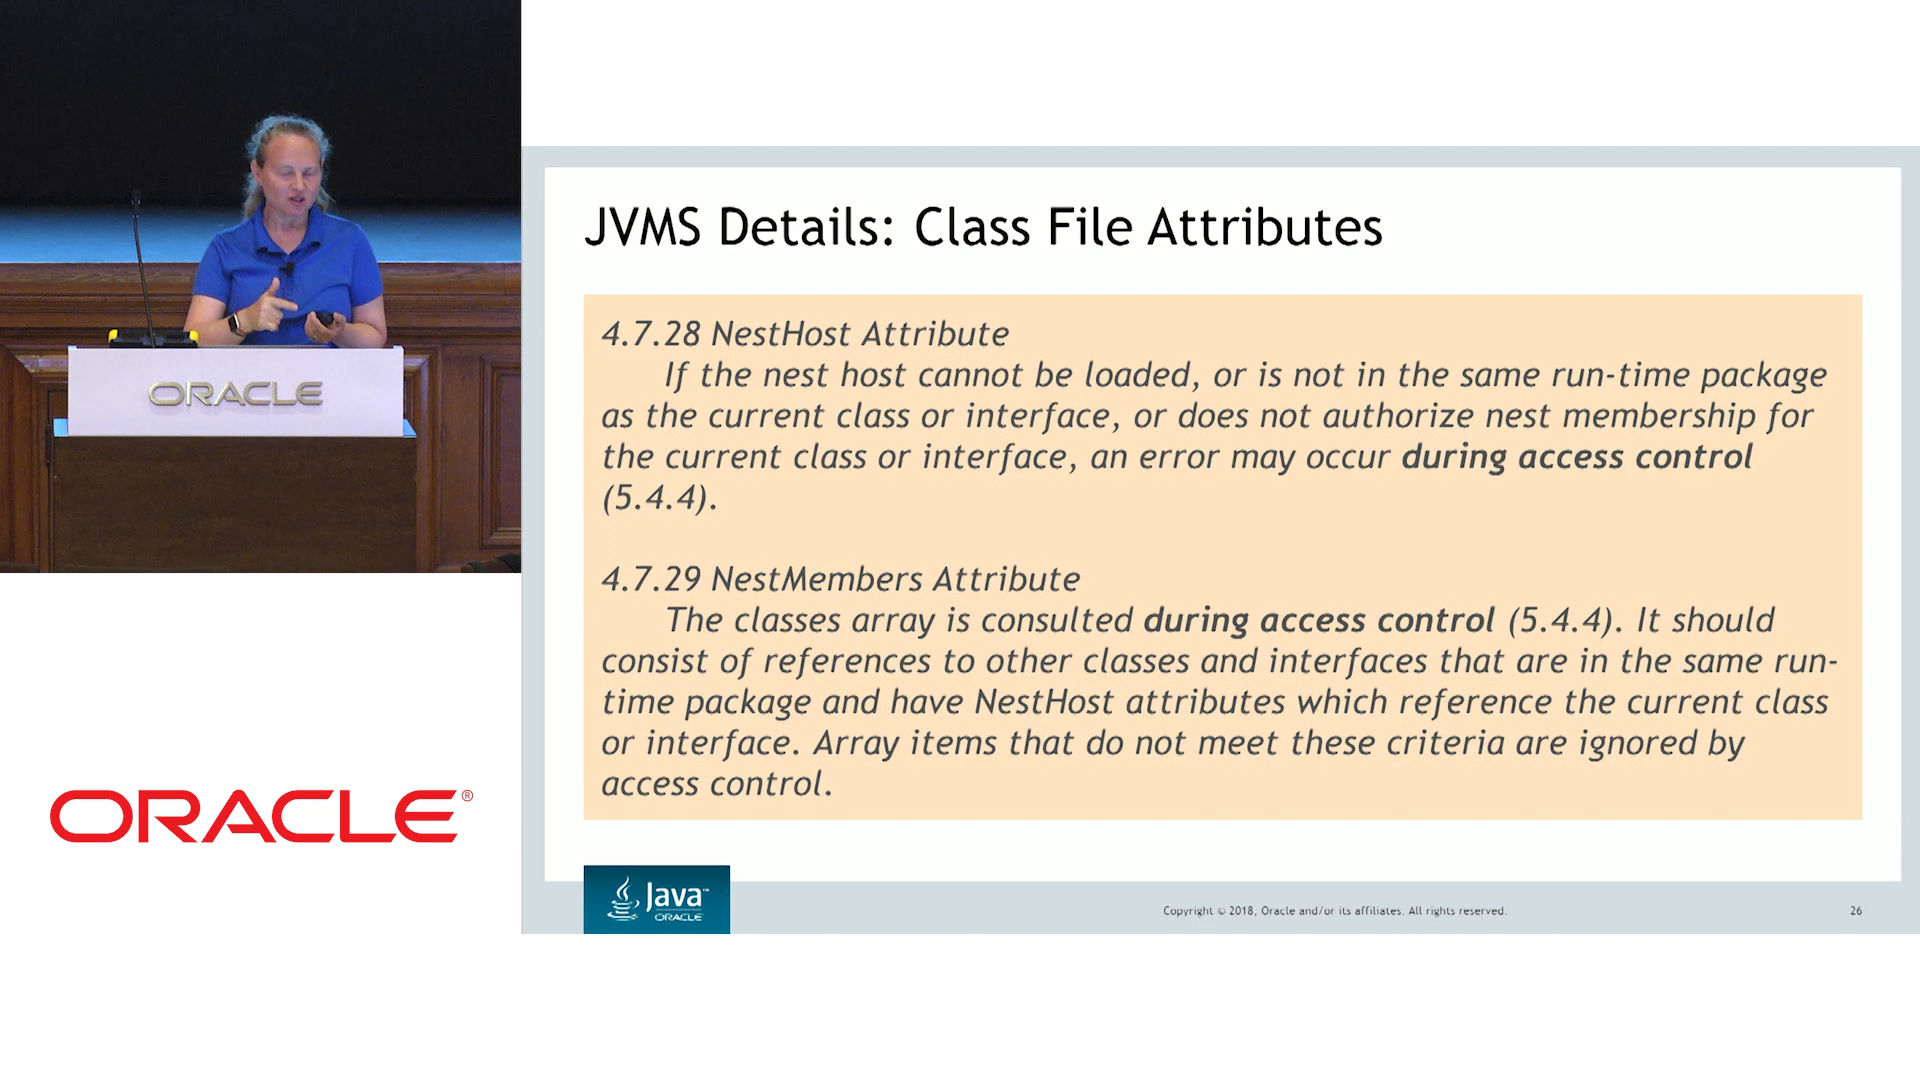 ORACLE
ORACLE®
JVMS Details: Class File Attributes
4.7.28 NestHost Attribute
If the nest host cannot be loaded, or is not in the same run-time package
as the current class or interface, or does not authorize nest membership for
the current class or interface, an error may occur during access control
(5.4.4).
4.7.29 NestMembers Attribute
The classes array is consulted during access control (5.4.4). It should
consist of references to other classes and interfaces that are in the same run-
time package and have NestHost attributes which reference the current class
or interface. Array items that do not meet these criteria are ignored by
access control.
Java™
ORACLE
Copyright © 2018, Oracle and/or its affiliates. All rights reserved.
26